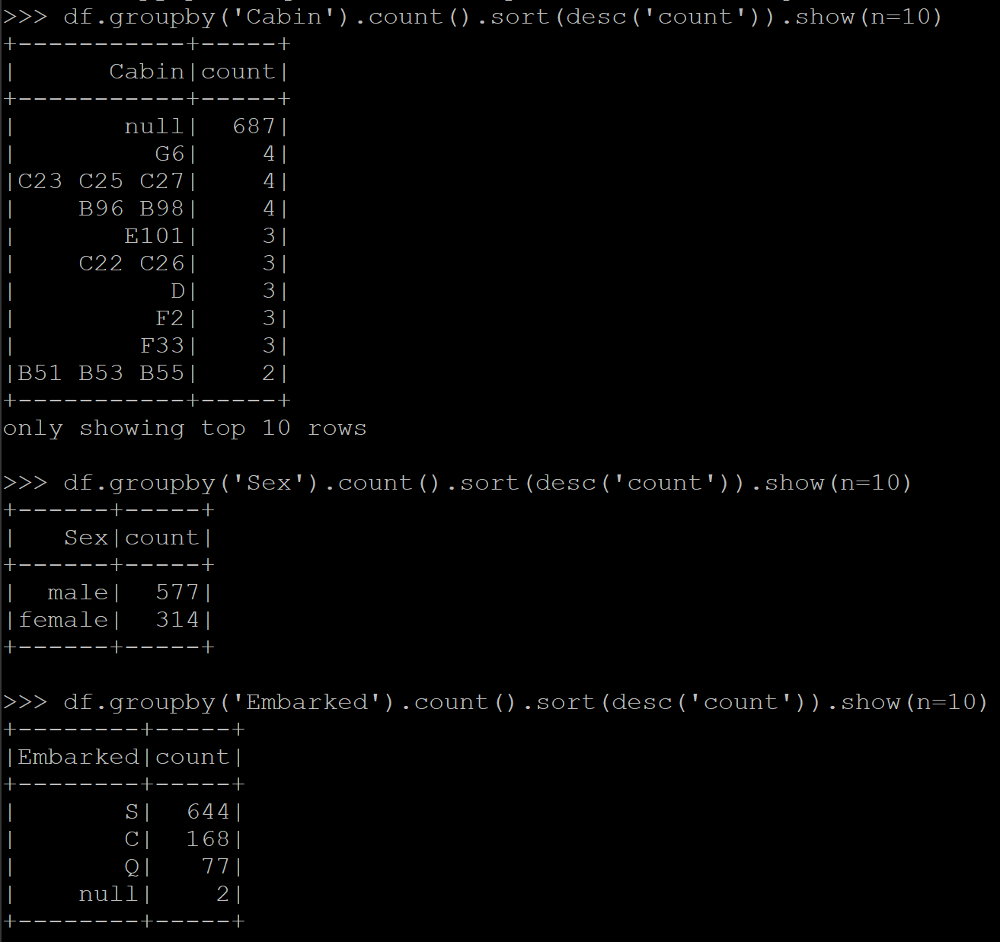 >>> df.groupby('Cabin').count().sort(desc('count')).show(n=10)
+-----------+-----+
|      Cabin|count|
+-----------+-----+
|       null|  687|
|         G6|    4|
|C23 C25 C27|    4|
|    B96 B98|    4|
|       E101|    3|
|    C22 C26|    3|
|          D|    3|
|         F2|    3|
|        F33|    3|
|B51 B53 B55|    2|
+-----------+-----+
only showing top 10 rows
>>> df.groupby('Sex').count().sort(desc('count')).show(n=10)
+------+-----+
|   Sex|count|
+------+-----+
|  male|  577|
|female|  314|
+------+-----+
>>> df.groupby('Embarked').count().sort(desc('count')).show(n=10)
+--------+-----+
|Embarked|count|
+--------+-----+
|       S|  644|
|       C|  168|
|       Q|   77|
|    null|    2|
+--------+-----+